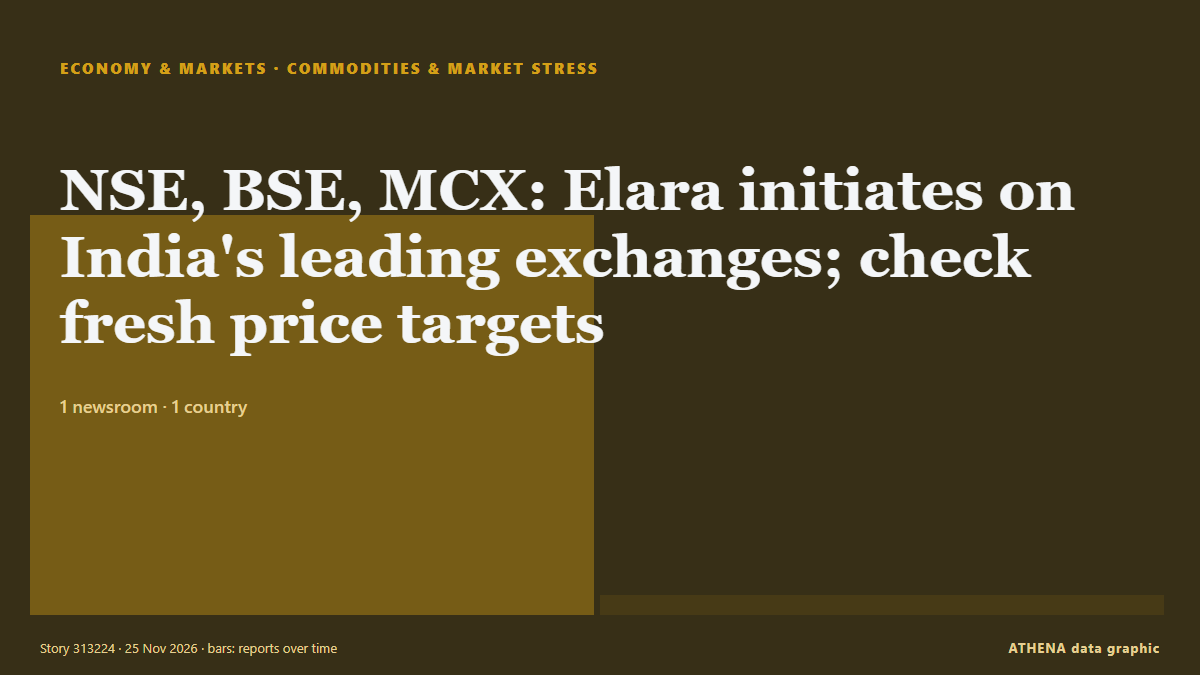 ECONOMY & MARKETS · COMMODITIES & MARKET STRESS
NSE, BSE, MCX: Elara initiates on
India's leading exchanges; check
fresh price targets
1 newsroom · 1 country
Story 313224 · 25 Nov 2026 · bars: reports over time
ATHENA data graphic